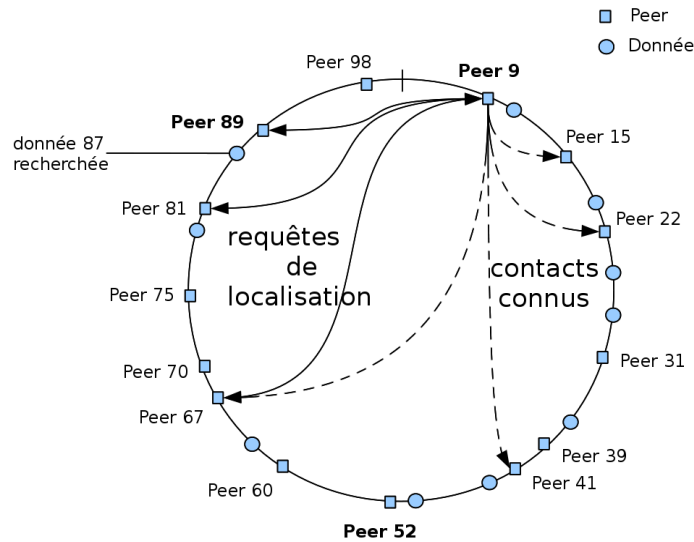 Peer
Donnée
Peer 98
Peer 9
Peer 89
Peer 15
donnée 87
recherchée
Peer 81
Peer 22
requêtes
de
localisation
contacts
connus
Peer 75
Peer 31
Peer 70
Peer 67
Peer 39
Peer 60
Peer 41
Peer 52